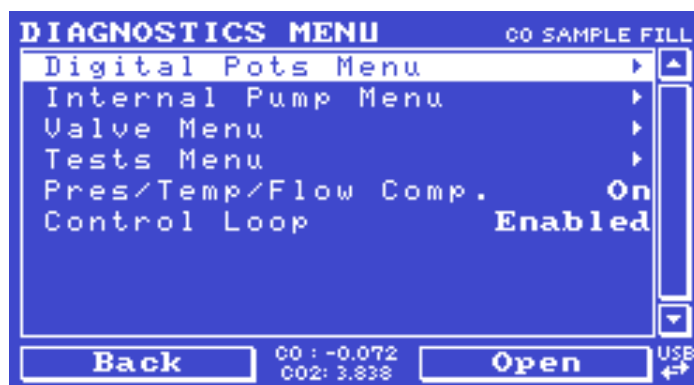 DIAGNOSTICS MENU CO SAMPLE FILL
Digital Pots Menu
Internal Pump Menu
Valve Menu
Tests Menu
Pres/Temp/Flow Comp. On
Control Loop Enabled
Back CO :-0.072 Open USB
CO2: 3.838